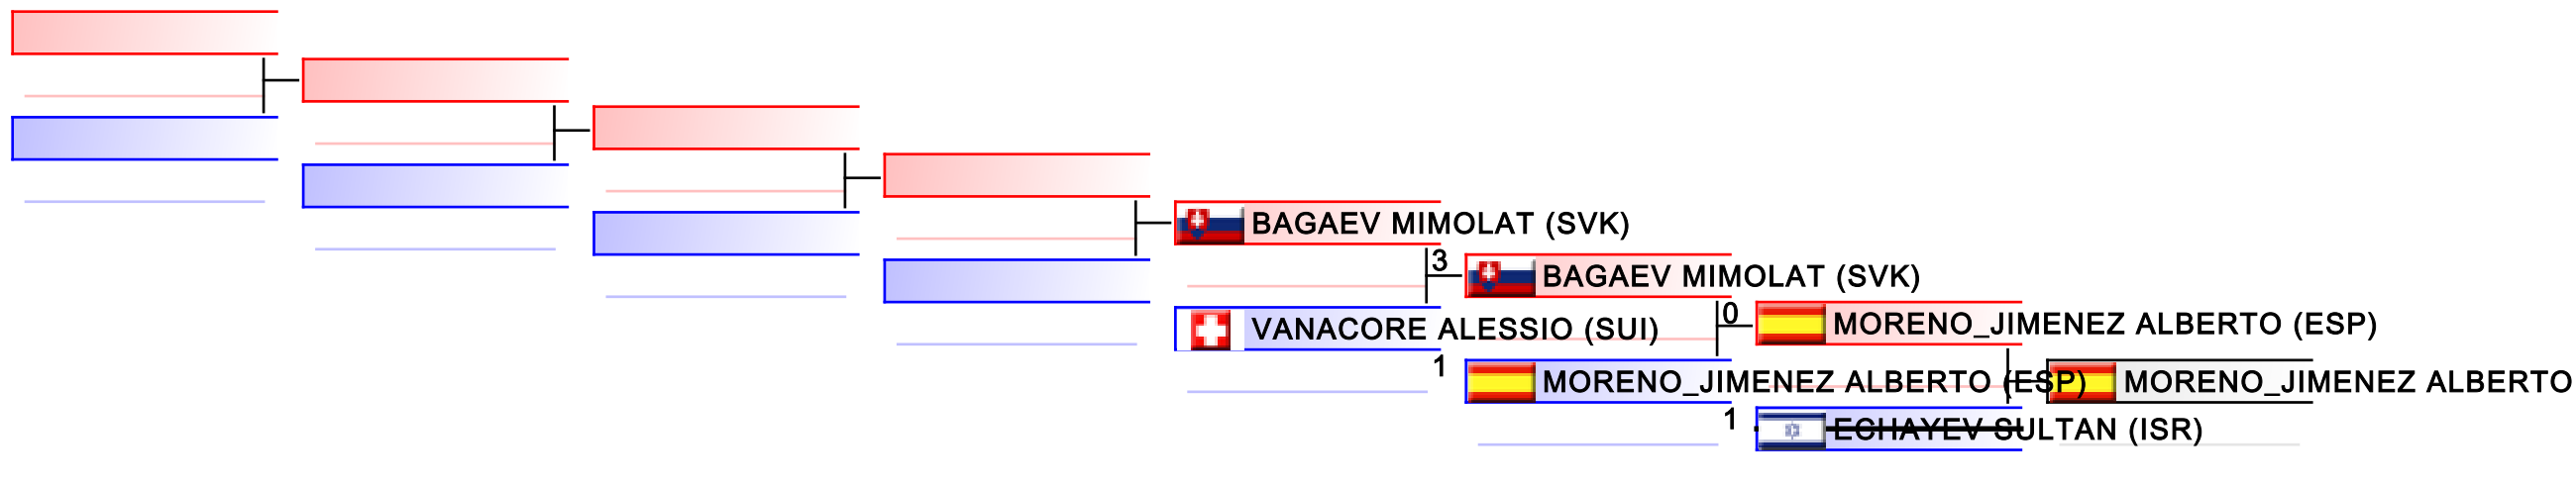 BAGAEV MIMOLAT (SVK)
3
BAGAEV MIMOLAT (SVK)
VANACORE ALESSIO (SUI)
0
MORENO_JIMENEZ ALBERTO (ESP)
1
MORENO_JIMENEZ ALBERTO (ESP)
MORENO_JIMENEZ ALBERTO
1
ECHAYEV SULTAN (ISR)